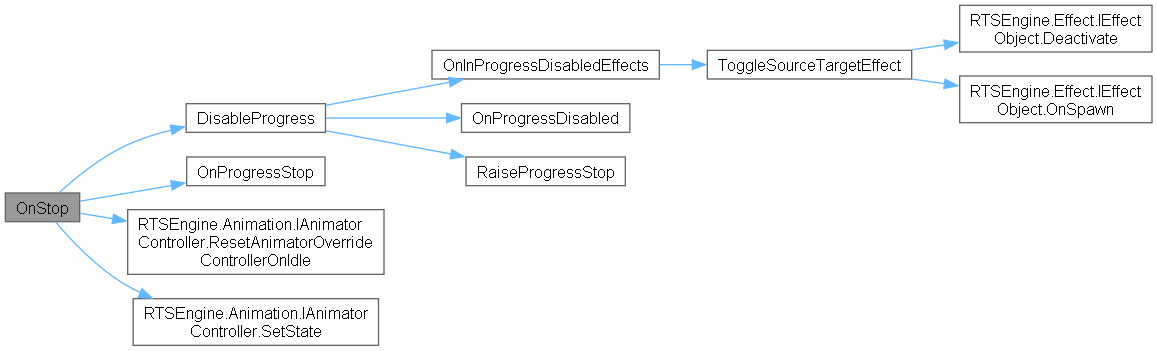 OnStop
DisableProgress
OnProgressStop
RTSEngine.Animation.IAnimator
Controller.ResetAnimatorOverride
ControllerOnIdle
RTSEngine.Animation.IAnimator
Controller.SetState
OnInProgressDisabledEffects
OnProgressDisabled
RaiseProgressStop
ToggleSourceTargetEffect
RTSEngine.Effect.IEffect
Object.Deactivate
RTSEngine.Effect.IEffect
Object.OnSpawn